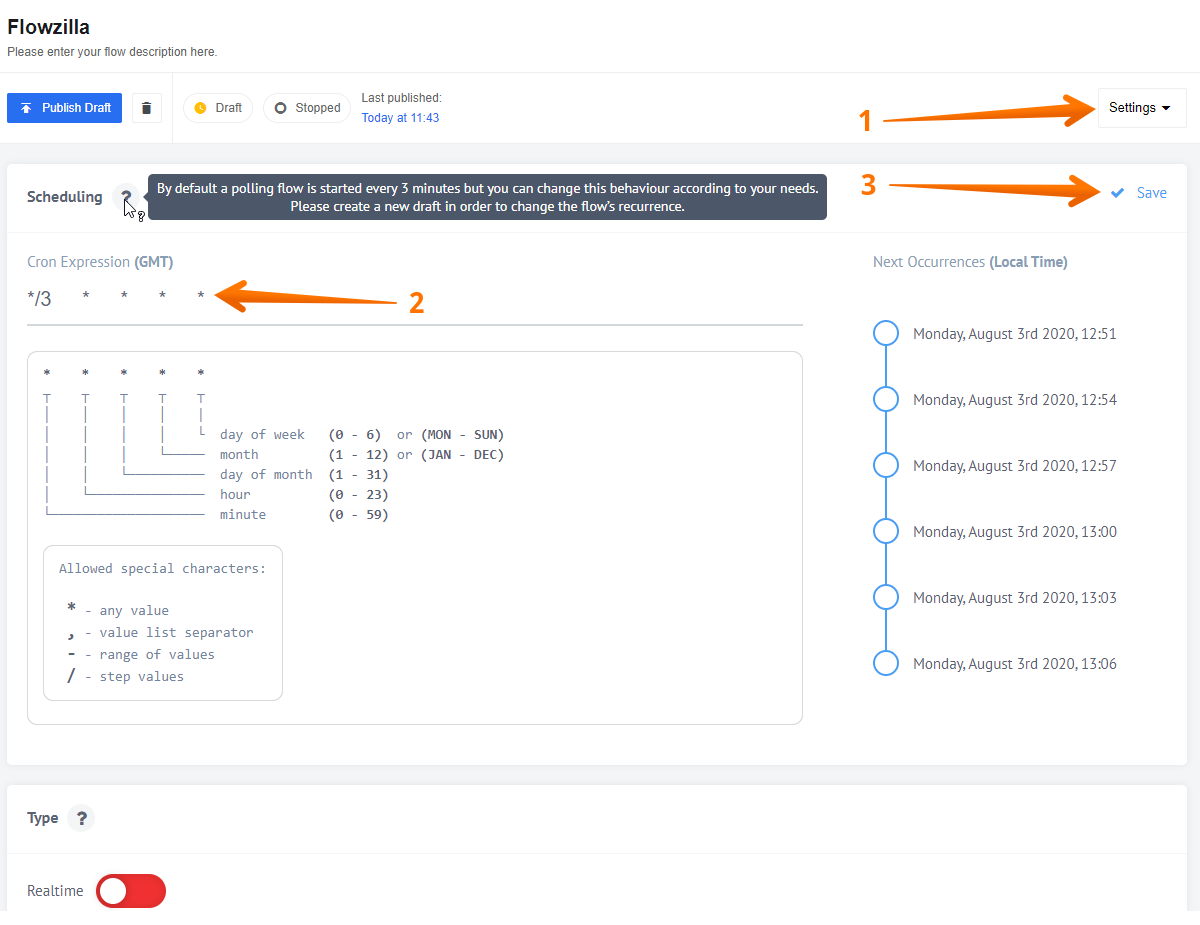 Flowzilla
Please enter your flow description here.
Publish Draft
Draft
Stopped
Last published:
Today at 11:43
1
Settings
Scheduling ?
By default a polling flow is started every 3 minutes but you can change this behaviour according to your needs.
Please create a new draft in order to change the flow's recurrence.
3
Save
Cron Expression (GMT)
*/3 * * * *
2
* * * * *
day of week (0 - 6) or (MON - SUN)
month (1 - 12) or (JAN - DEC)
day of month (1 - 31)
hour (0 - 23)
minute (0 - 59)
Allowed special characters:
* - any value
, - value list separator
- - range of values
/ - step values
Next Occurrences (Local Time)
Monday, August 3rd 2020, 12:51
Monday, August 3rd 2020, 12:54
Monday, August 3rd 2020, 12:57
Monday, August 3rd 2020, 13:00
Monday, August 3rd 2020, 13:03
Monday, August 3rd 2020, 13:06
Type ?
Realtime